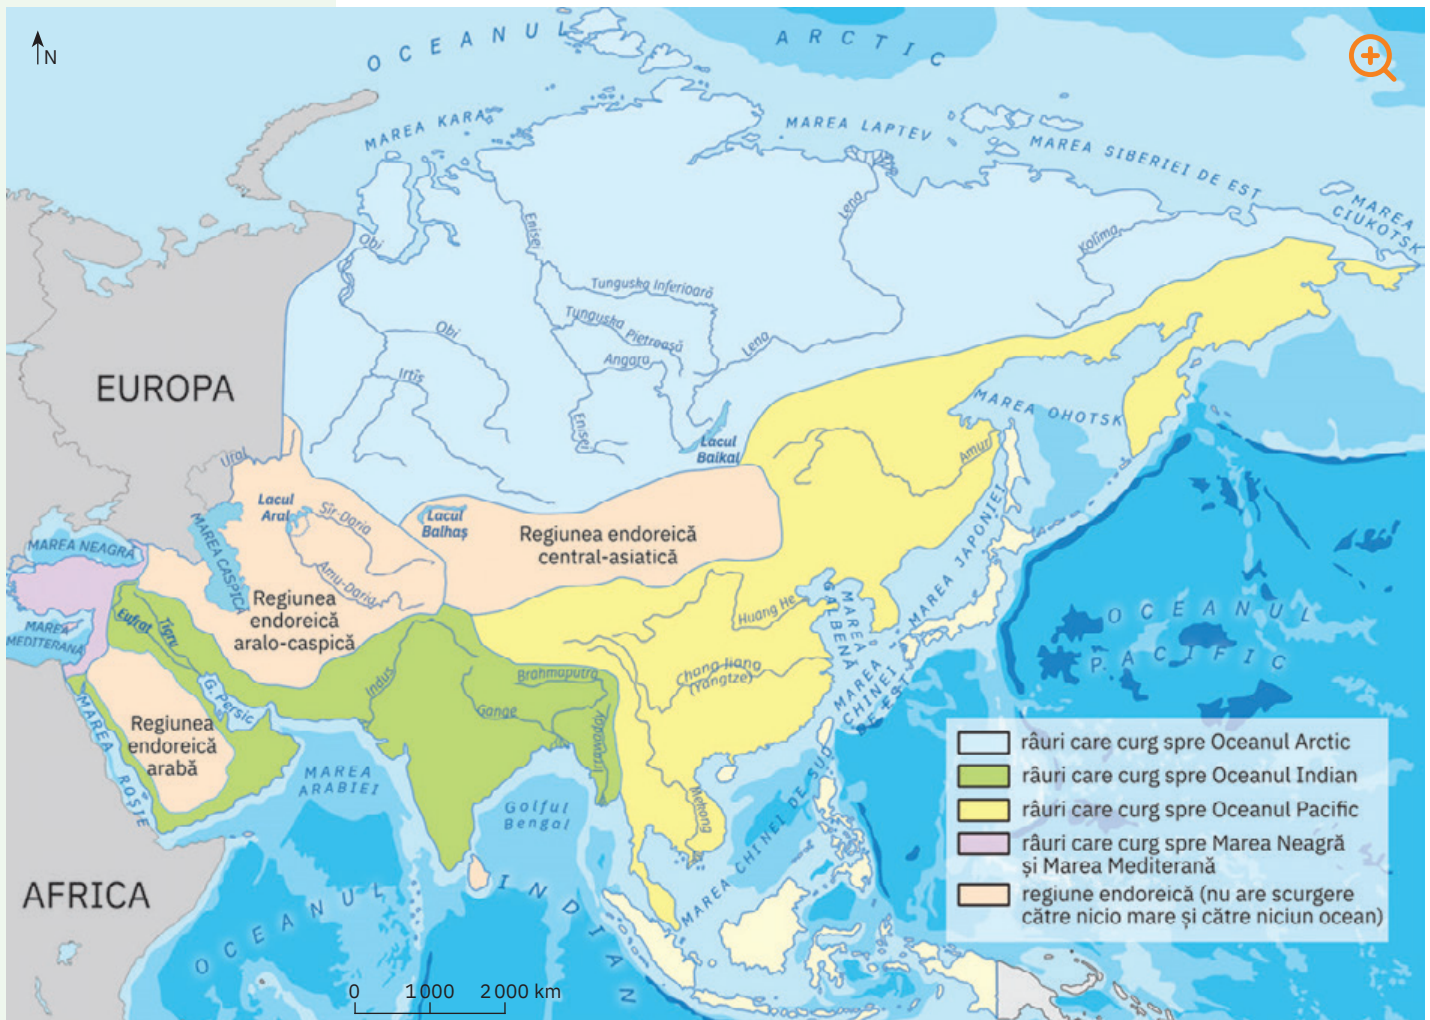 N
OCEANUL ARCTIC
MAREA KARA
MAREA LAPTEV
MAREA SIBERIEI DE EST
MAREA
CIUKOTSK
Obi
Enisei
Lena
Kolima
Tunguska Inferioară
Tunguska
Pietroasă
Obi
Lena
Angara
Irtîș
EUROPA
Enisei
Lacul
Baikal
MAREA OHOTSK
Amur
Ural
Lacul
Aral
Sîr-Daria
Lacul
Balhaș
Regiunea endoreică
central-asiatică
MAREA CASPICĂ
MAREA NEAGRĂ
Amu-Daria
Regiunea
endoreică
aralo-caspică
MAREA JAPONIEI
Huang He
MAREA
GALBENĂ
OCEANUL
PACIFIC
Eufrat
Tigru
MAREA
MEDITERANĂ
Chang Jiang
(Yangtze)
MAREA
CHINEI
DE EST
Indus
Brahmaputra
Gange
G. Persic
Irrawaday
Regiunea
endoreică
arabă
MAREA ROȘIE
MAREA
ARABIEI
Golful
Bengal
Mekong
MAREA CHINEI DE SUD
AFRICA
OCEANUL INDIAN
râuri care curg spre Oceanul Arctic
râuri care curg spre Oceanul Indian
râuri care curg spre Oceanul Pacific
râuri care curg spre Marea Neagră
și Marea Mediterană
regiune endoreică (nu are scurgere
către nicio mare și către niciun ocean)
0 1 000 2 000 km